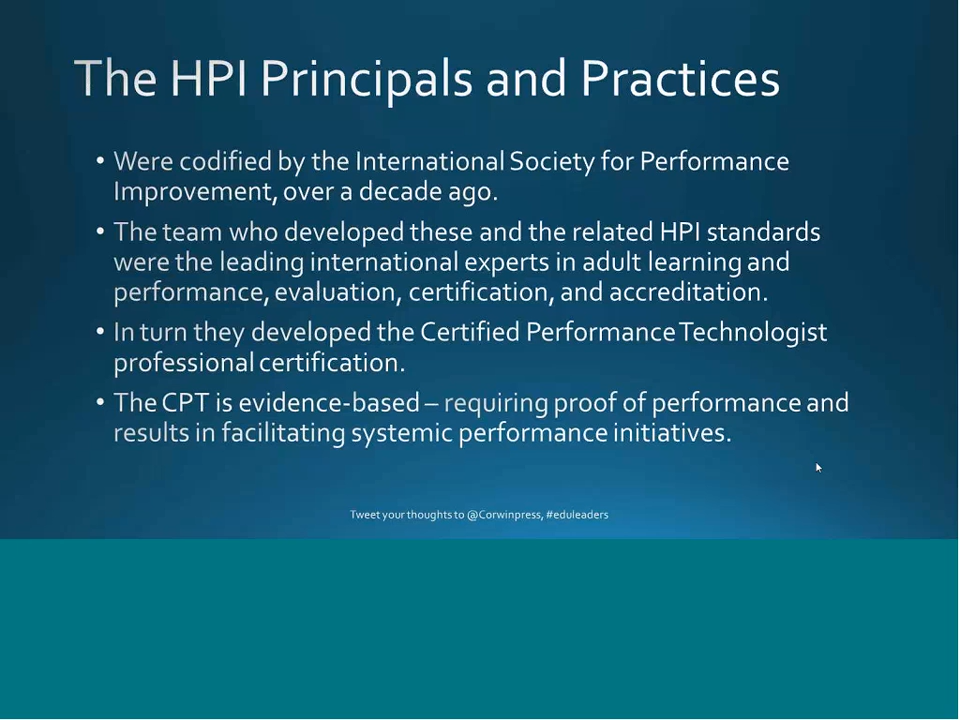 The HPI Principals and Practices
• Were codified by the International Society for Performance
Improvement, over a decade ago.
• The team who developed these and the related HPI standards
were the leading international experts in adult learning and
performance, evaluation, certification, and accreditation.
• In turn they developed the Certified Performance Technologist
professional certification.
• The CPT is evidence-based – requiring proof of performance and
results in facilitating systemic performance initiatives.
Tweet your thoughts to @Corwinpress, #eduleaders